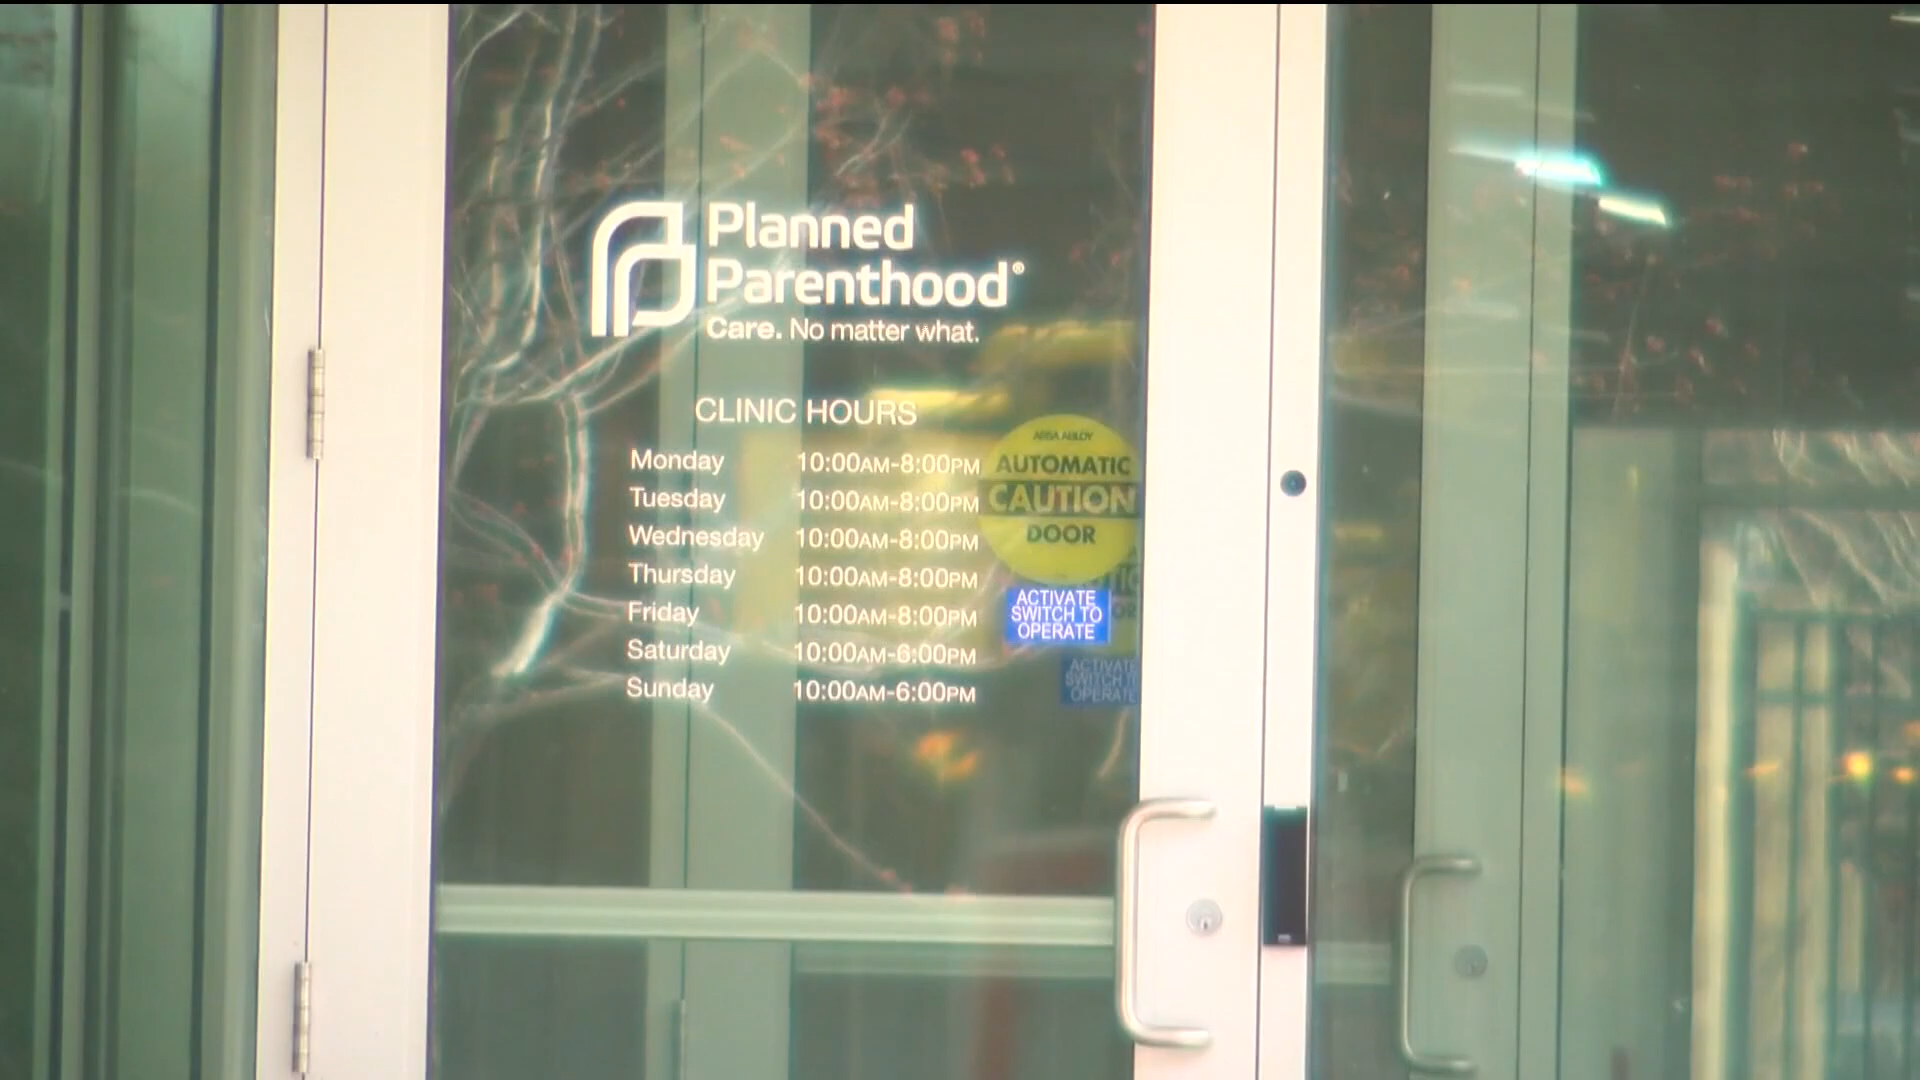 Planned
Parenthood®
Care. No matter what.
CLINIC HOURS
Monday 10:00AM-8:00PM
Tuesday 10:00AM-8:00PM
Wednesday 10:00AM-8:00PM
Thursday 10:00AM-8:00PM
Friday 10:00AM-8:00PM
Saturday 10:00AM-6:00PM
Sunday 10:00AM-6:00PM
ASSA ABLOY
AUTOMATIC
CAUTION
DOOR
ACTIVATE
SWITCH TO
OPERATE